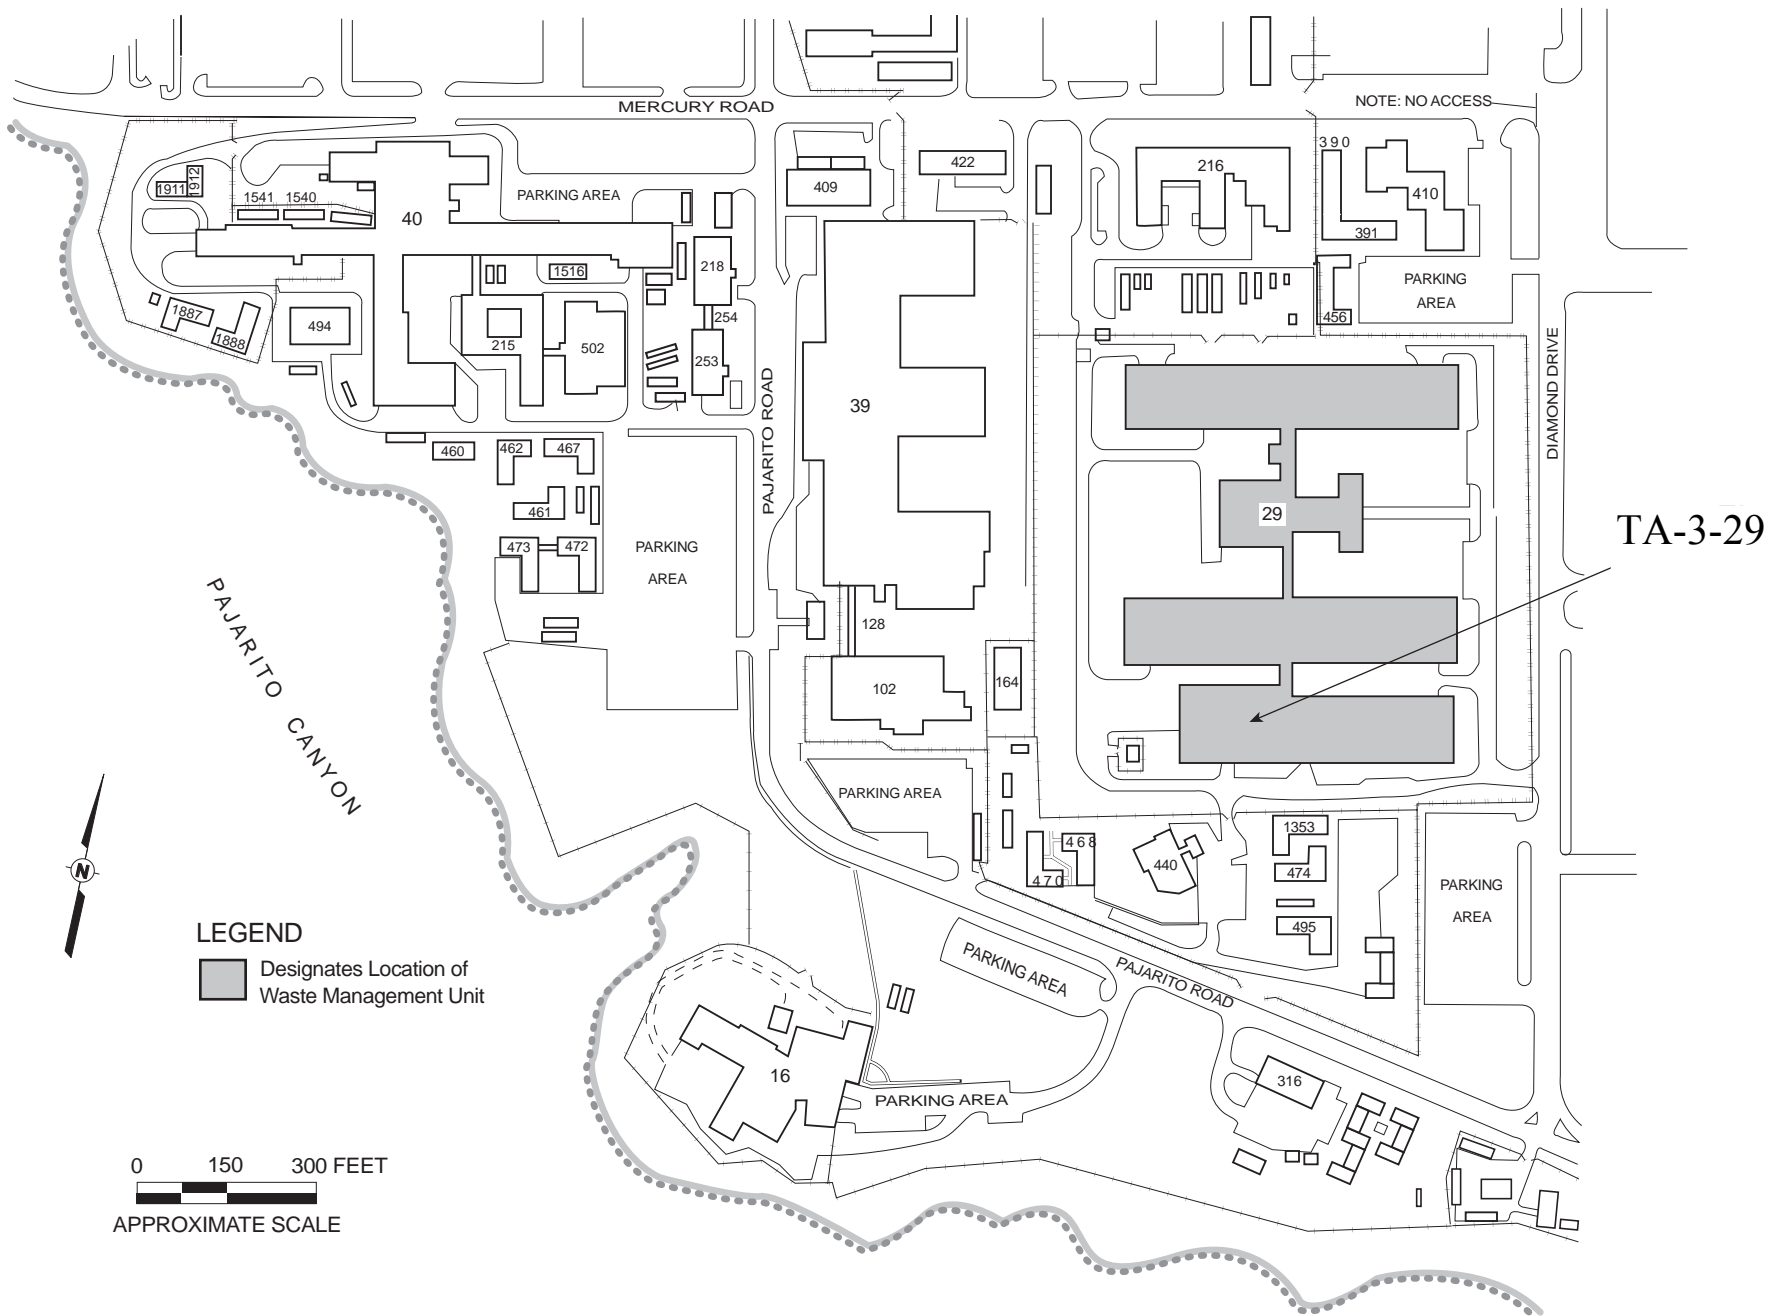 MERCURY ROAD
NOTE: NO ACCESS
390
1911
1912
1541
1540
40
PARKING AREA
409
422
216
410
391
218
1516
254
PARKING
AREA
456
1887
1888
494
215
502
253
PAJARITO ROAD
39
DIAMOND DRIVE
460
462
467
461
473
472
PARKING
AREA
29
TA-3-29
128
102
164
PAJARITO CANYON
PARKING AREA
468
470
440
1353
474
495
PARKING
AREA
PARKING AREA
PAJARITO ROAD
N
LEGEND
Designates Location of
Waste Management Unit
16
316
PARKING AREA
0 150 300 FEET
APPROXIMATE SCALE